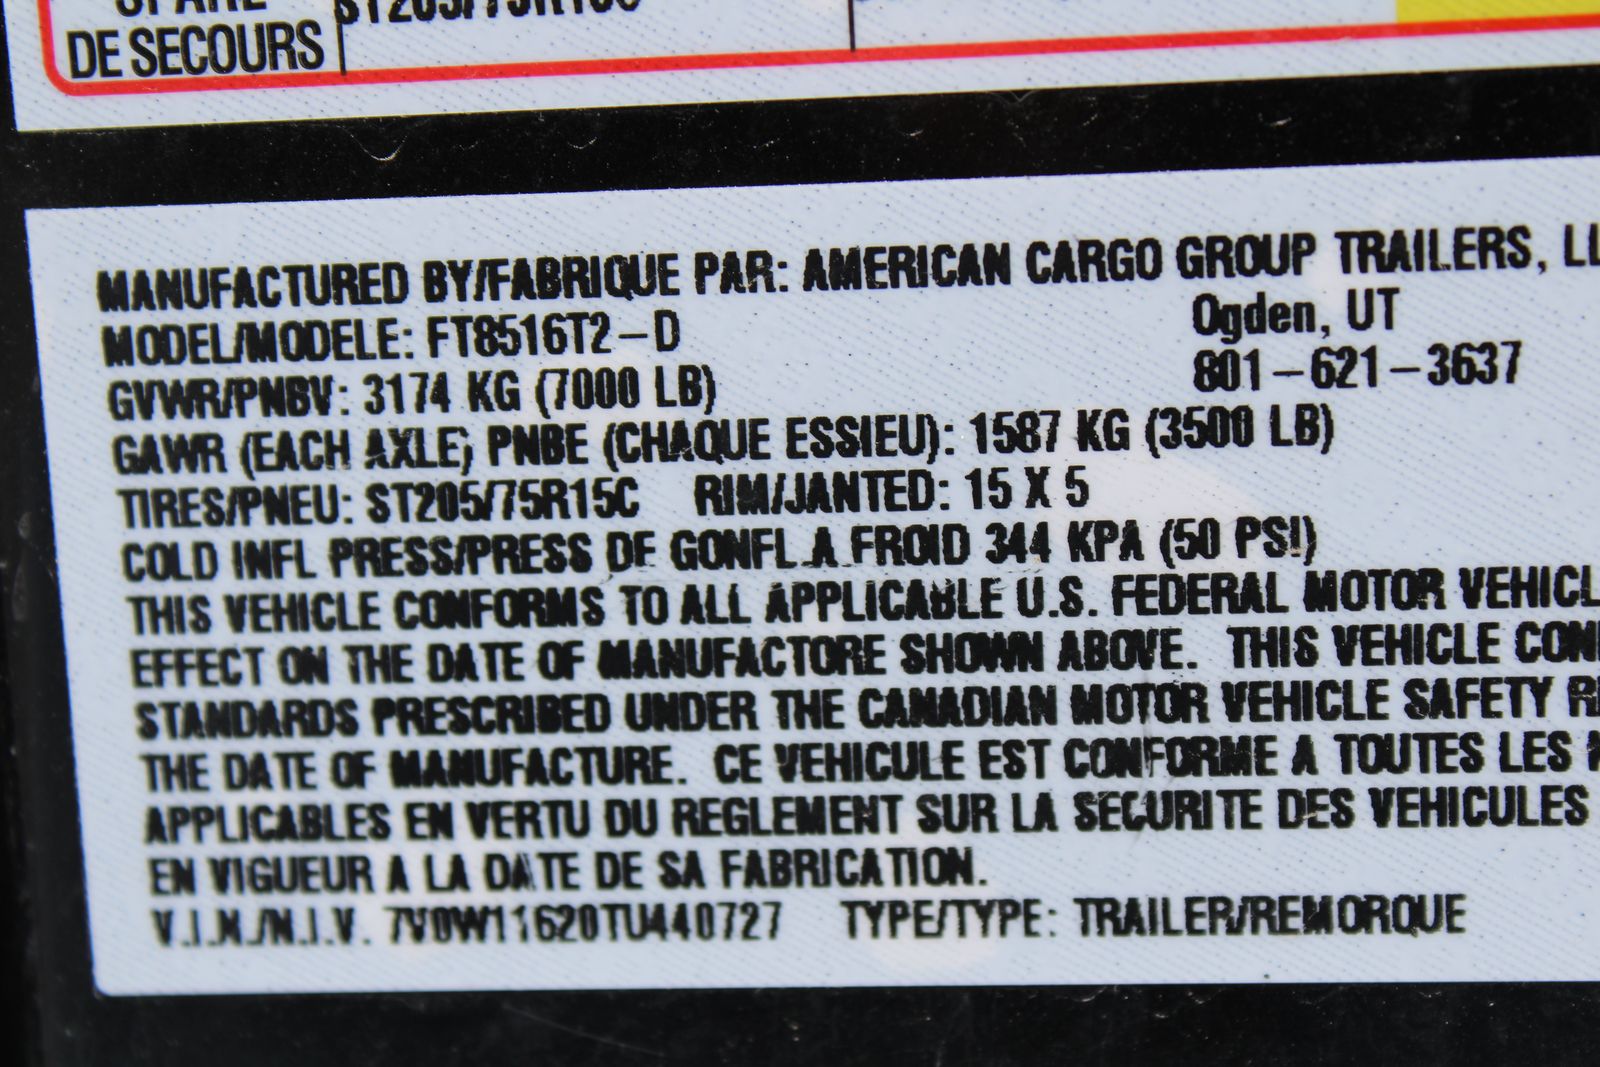 SPARE
DE SECOURS
ST205/75R15C
MANUFACTURED BY/FABRIQUE PAR: AMERICAN CARGO GROUP TRAILERS,
MODEL/MODELE: FT8516T2-D
Ogden, UT
GVWR/PNBV: 3174 KG (7000 LB)
801-621-3637
GAWR (EACH AXLE) PNBE (CHAQUE ESSIEU): 1587 KG (3500 LB)
TIRES/PNEU: ST205/75R15C RIM/JANTED: 15 X 5
COLD INFL PRESS/PRESS DE GONFL A FROID 344 KPA (50 PSI)
THIS VEHICLE CONFORMS TO ALL APPLICABLE U.S. FEDERAL MOTOR VEHICL
EFFECT ON THE DATE OF MANUFACTORE SHOWN ABOVE. THIS VEHICLE CON
STANDARDS PRESCRIBED UNDER THE CANADIAN MOTOR VEHICLE SAFETY
THE DATE OF MANUFACTURE. CE VEHICULE EST CONFORME A TOUTES LES
APPLICABLES EN VERTU DU REGLEMENT SUR LA SECURITE DES VEHICULES
EN VIGUEUR A LA DATE DE SA FABRICATION.
V.I.N./N.I.V. 7V0W11620TU440727 TYPE/TYPE: TRAILER/REMORQUE